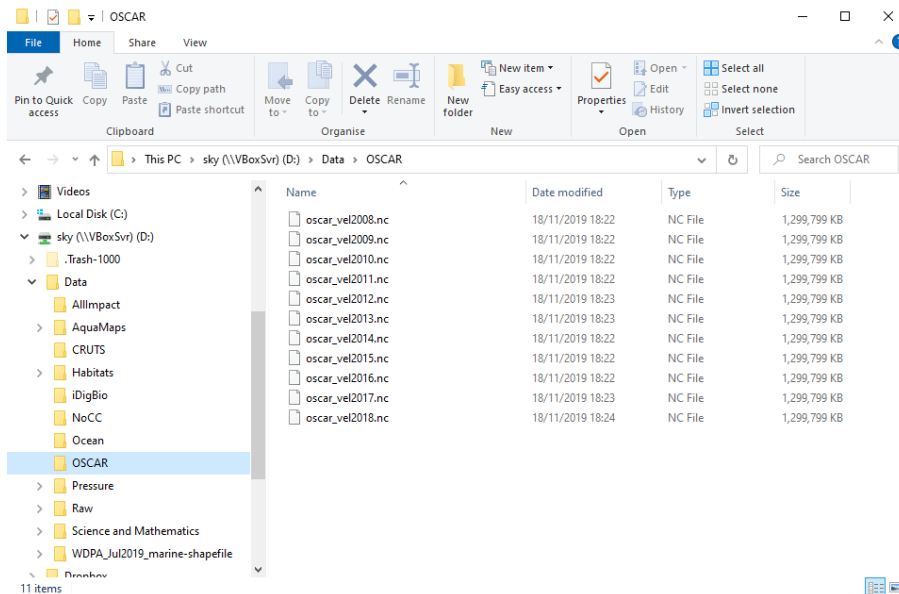 OSCAR
File Home Share View
Pin to Quick access
Copy
Paste
Cut
Copy path
Paste shortcut
Clipboard
Move to
Copy to
Delete
Rename
Organise
New folder
New item
Easy access
New
Properties
Open
Edit
History
Open
Select all
Select none
Invert selection
Select
This PC › sky (\\VBoxSvr) (D:) › Data › OSCAR
Search OSCAR
Videos
Local Disk (C:)
sky (\\VBoxSvr) (D:)
.Trash-1000
Data
AllImpact
AquaMaps
CRUTS
Habitats
iDigBio
NoCC
Ocean
OSCAR
Pressure
Raw
Science and Mathematics
WDPA_Jul2019_marine-shapefile
Dropbox
Name Date modified Type Size
oscar_vel2008.nc 18/11/2019 18:22 NC File 1,299,799 KB
oscar_vel2009.nc 18/11/2019 18:22 NC File 1,299,799 KB
oscar_vel2010.nc 18/11/2019 18:22 NC File 1,299,799 KB
oscar_vel2011.nc 18/11/2019 18:22 NC File 1,299,799 KB
oscar_vel2012.nc 18/11/2019 18:23 NC File 1,299,799 KB
oscar_vel2013.nc 18/11/2019 18:23 NC File 1,299,799 KB
oscar_vel2014.nc 18/11/2019 18:22 NC File 1,299,799 KB
oscar_vel2015.nc 18/11/2019 18:22 NC File 1,299,799 KB
oscar_vel2016.nc 18/11/2019 18:22 NC File 1,299,799 KB
oscar_vel2017.nc 18/11/2019 18:23 NC File 1,299,799 KB
oscar_vel2018.nc 18/11/2019 18:24 NC File 1,299,799 KB
11 items